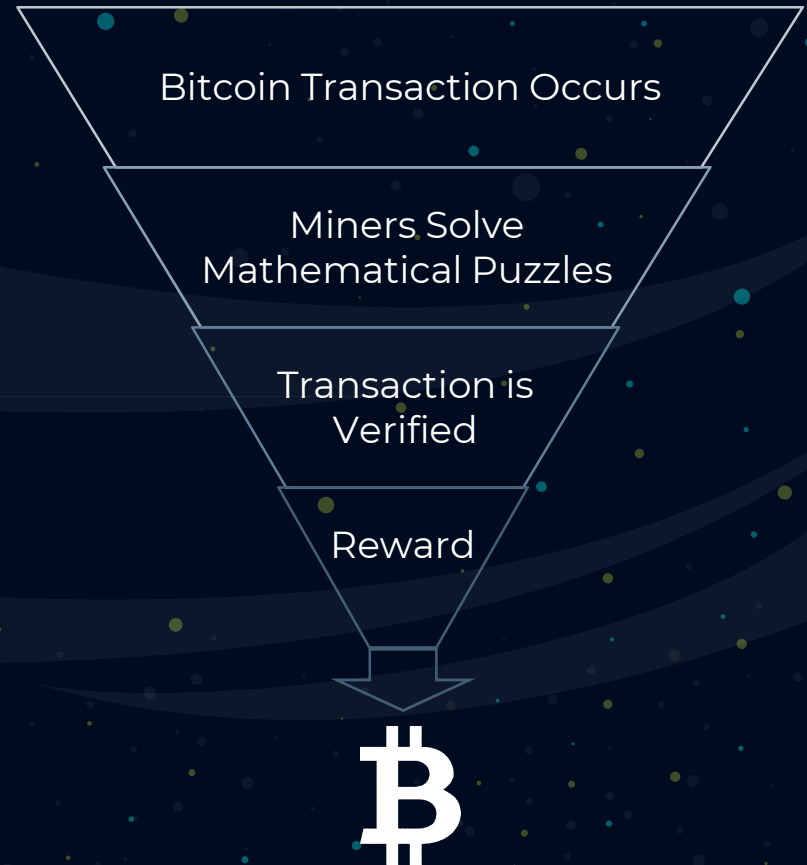 Bitcoin Transaction Occurs
Miners Solve
Mathematical Puzzles
Transaction is
Verified
Reward